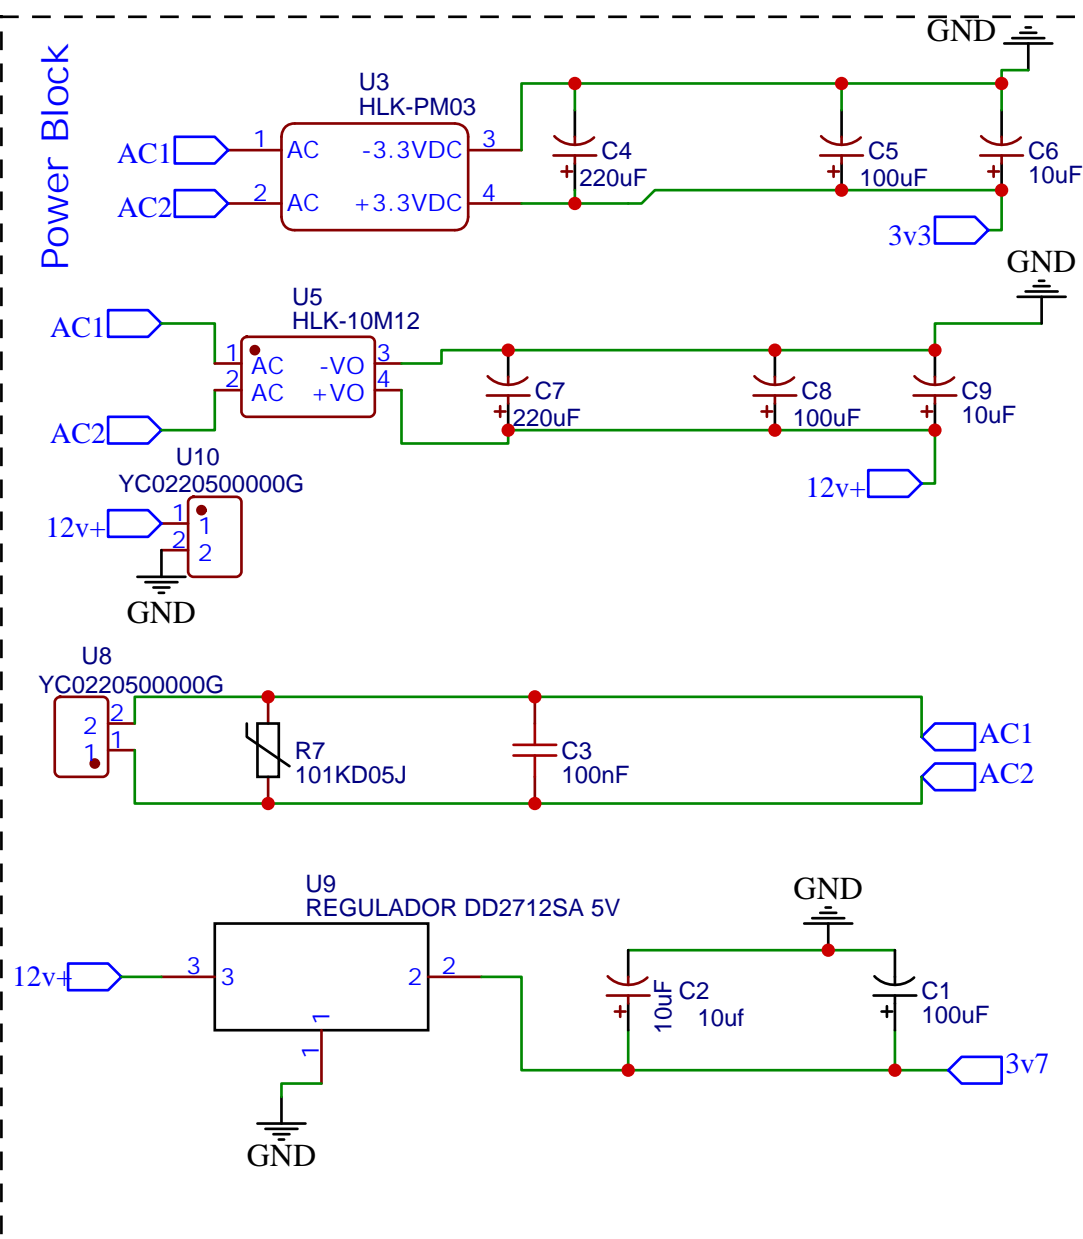 Power Block
GND
U3
HLK-PM03
AC1
1
AC
-3.3VDC
3
AC2
2
AC
+3.3VDC
4
C4
220uF
C5
100uF
C6
10uF
3v3
GND
U5
HLK-10M12
AC1
1
AC
-VO
3
2
AC
+VO
4
AC2
C7
220uF
C8
100uF
C9
10uF
12v+
U10
YC0220500000G
12v+
1
1
2
2
GND
U8
YC0220500000G
2
2
1
1
R7
101KD05J
C3
100nF
AC1
AC2
U9
REGULADOR DD2712SA 5V
12v+
3
3
2
2
1
1
GND
GND
10uF
C2
10uf
C1
100uF
3v7